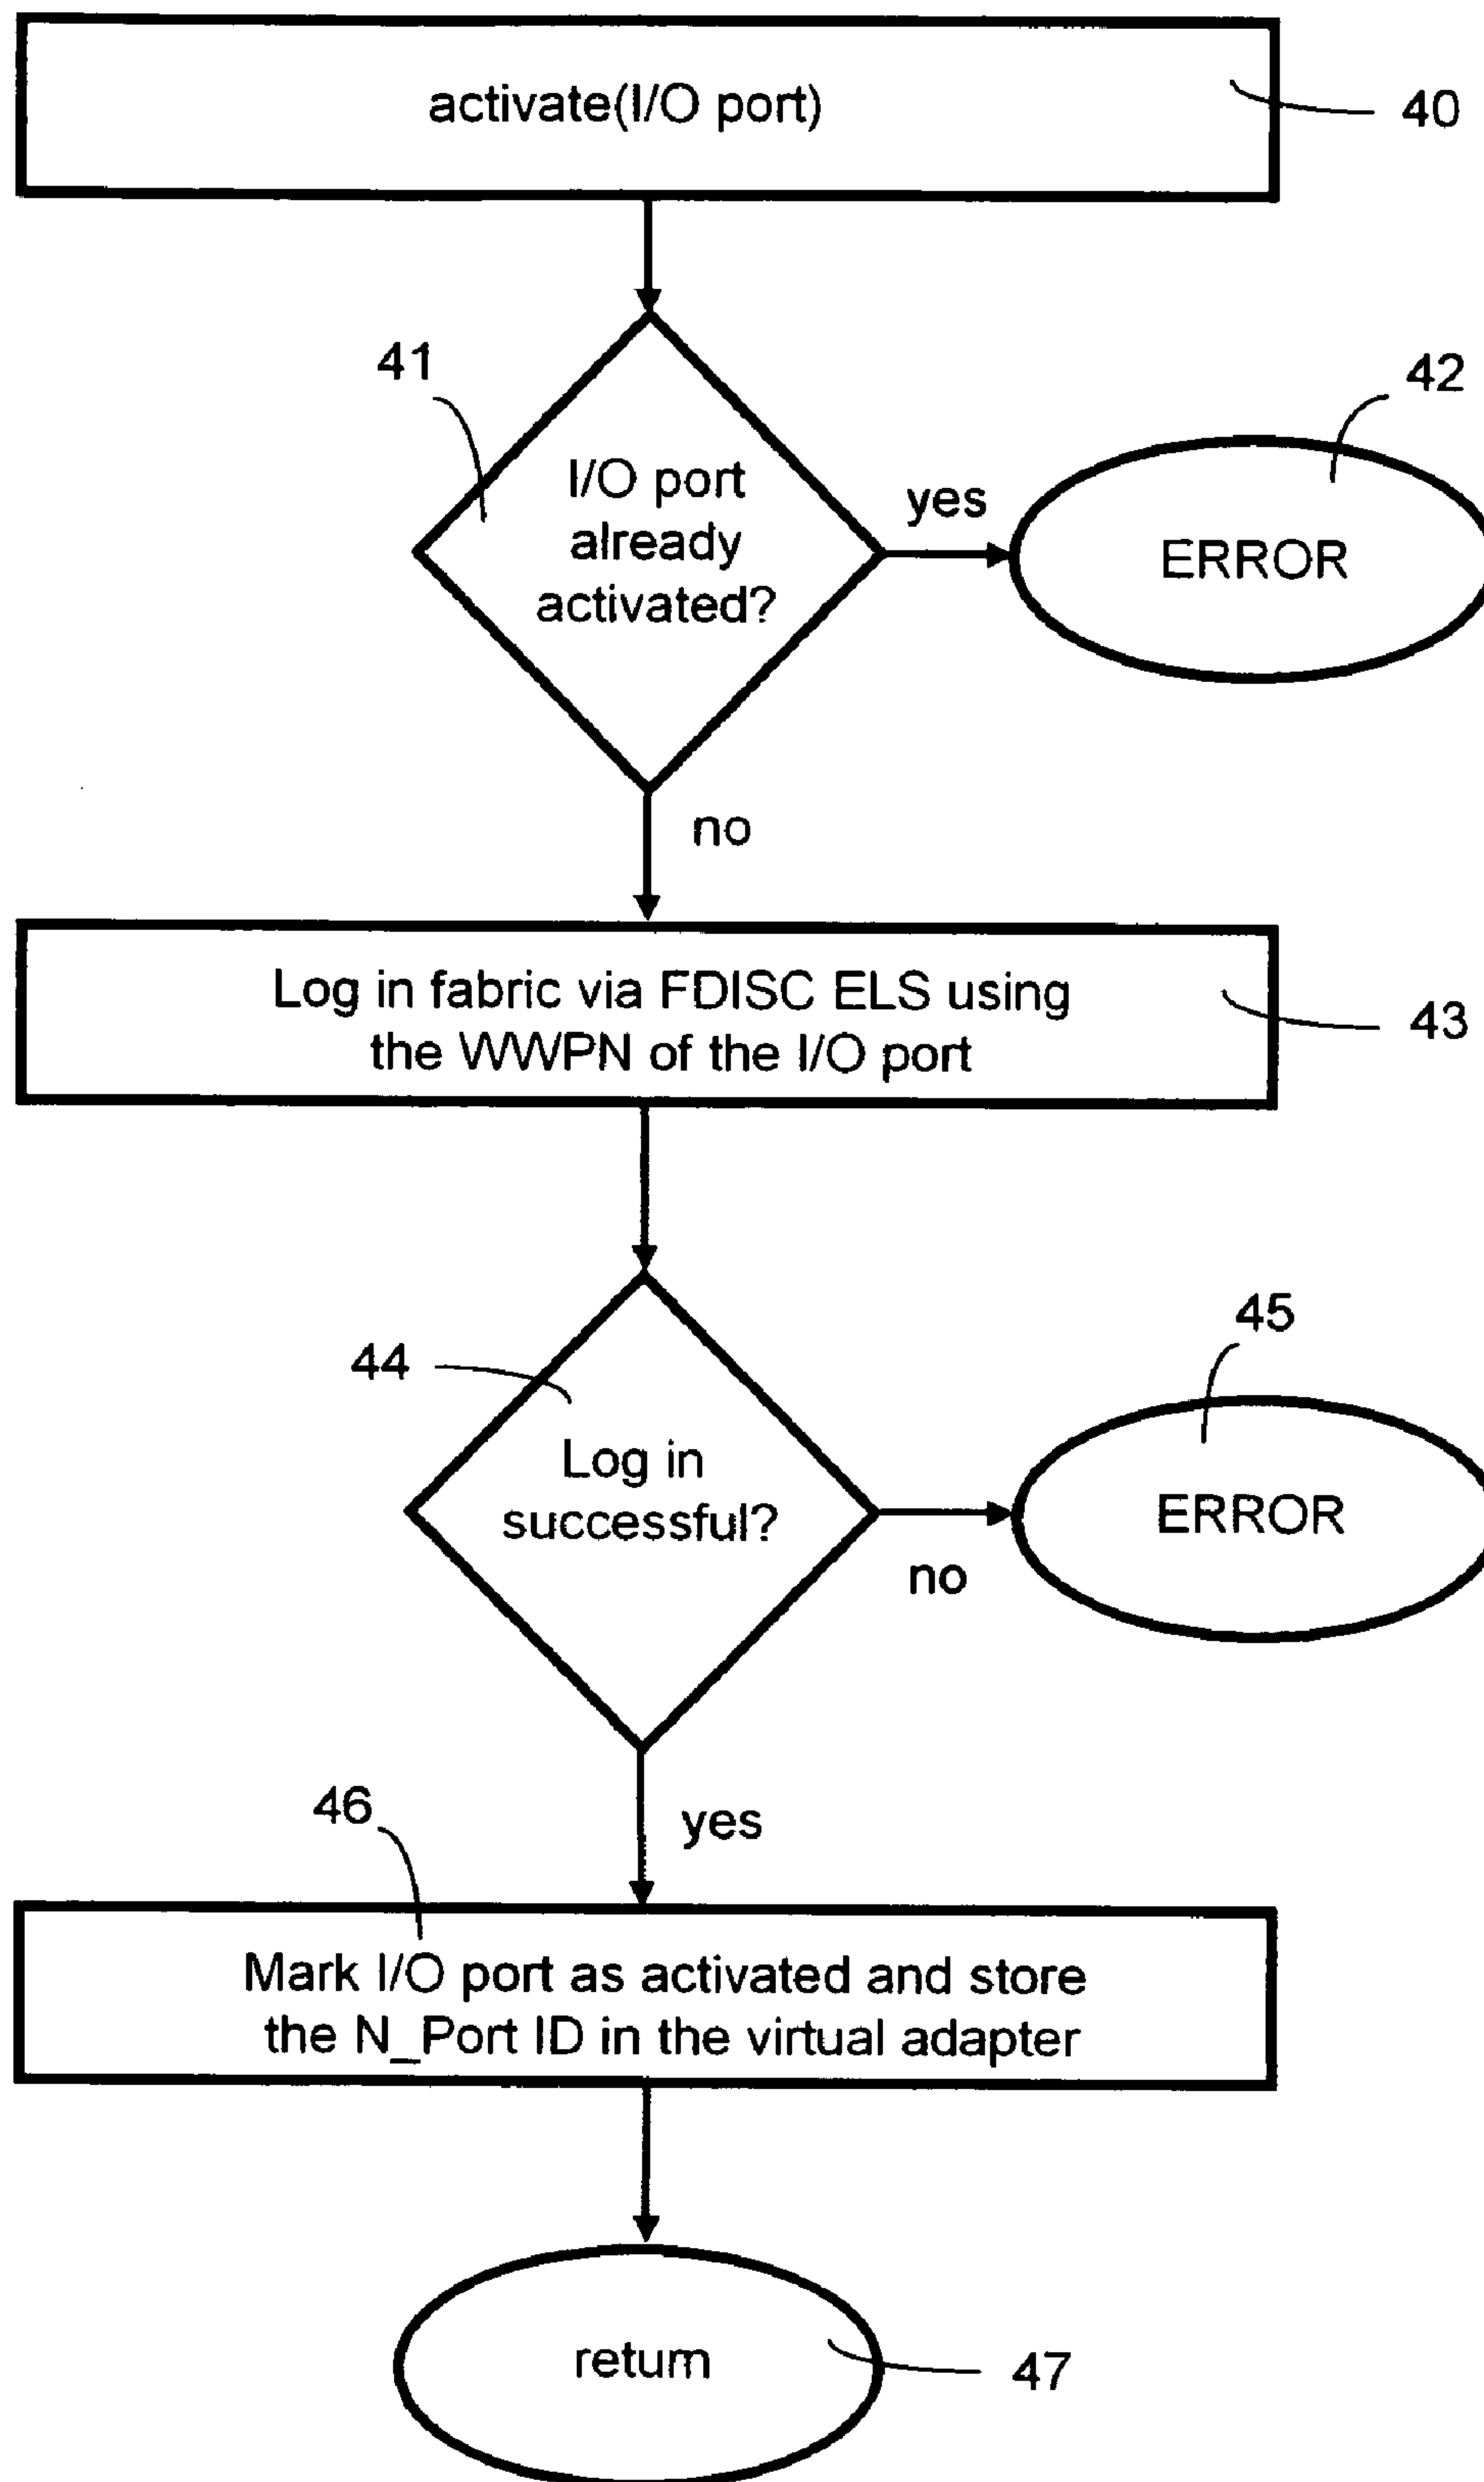 activate(I/O port)
40
41
I/O port
already
activated?
yes
42
ERROR
no
Log in fabric via FDISC ELS using
the WWPN of the I/O port
43
44
Log in
successful?
no
45
ERROR
yes
46
Mark I/O port as activated and store
the N_Port ID in the virtual adapter
return
47